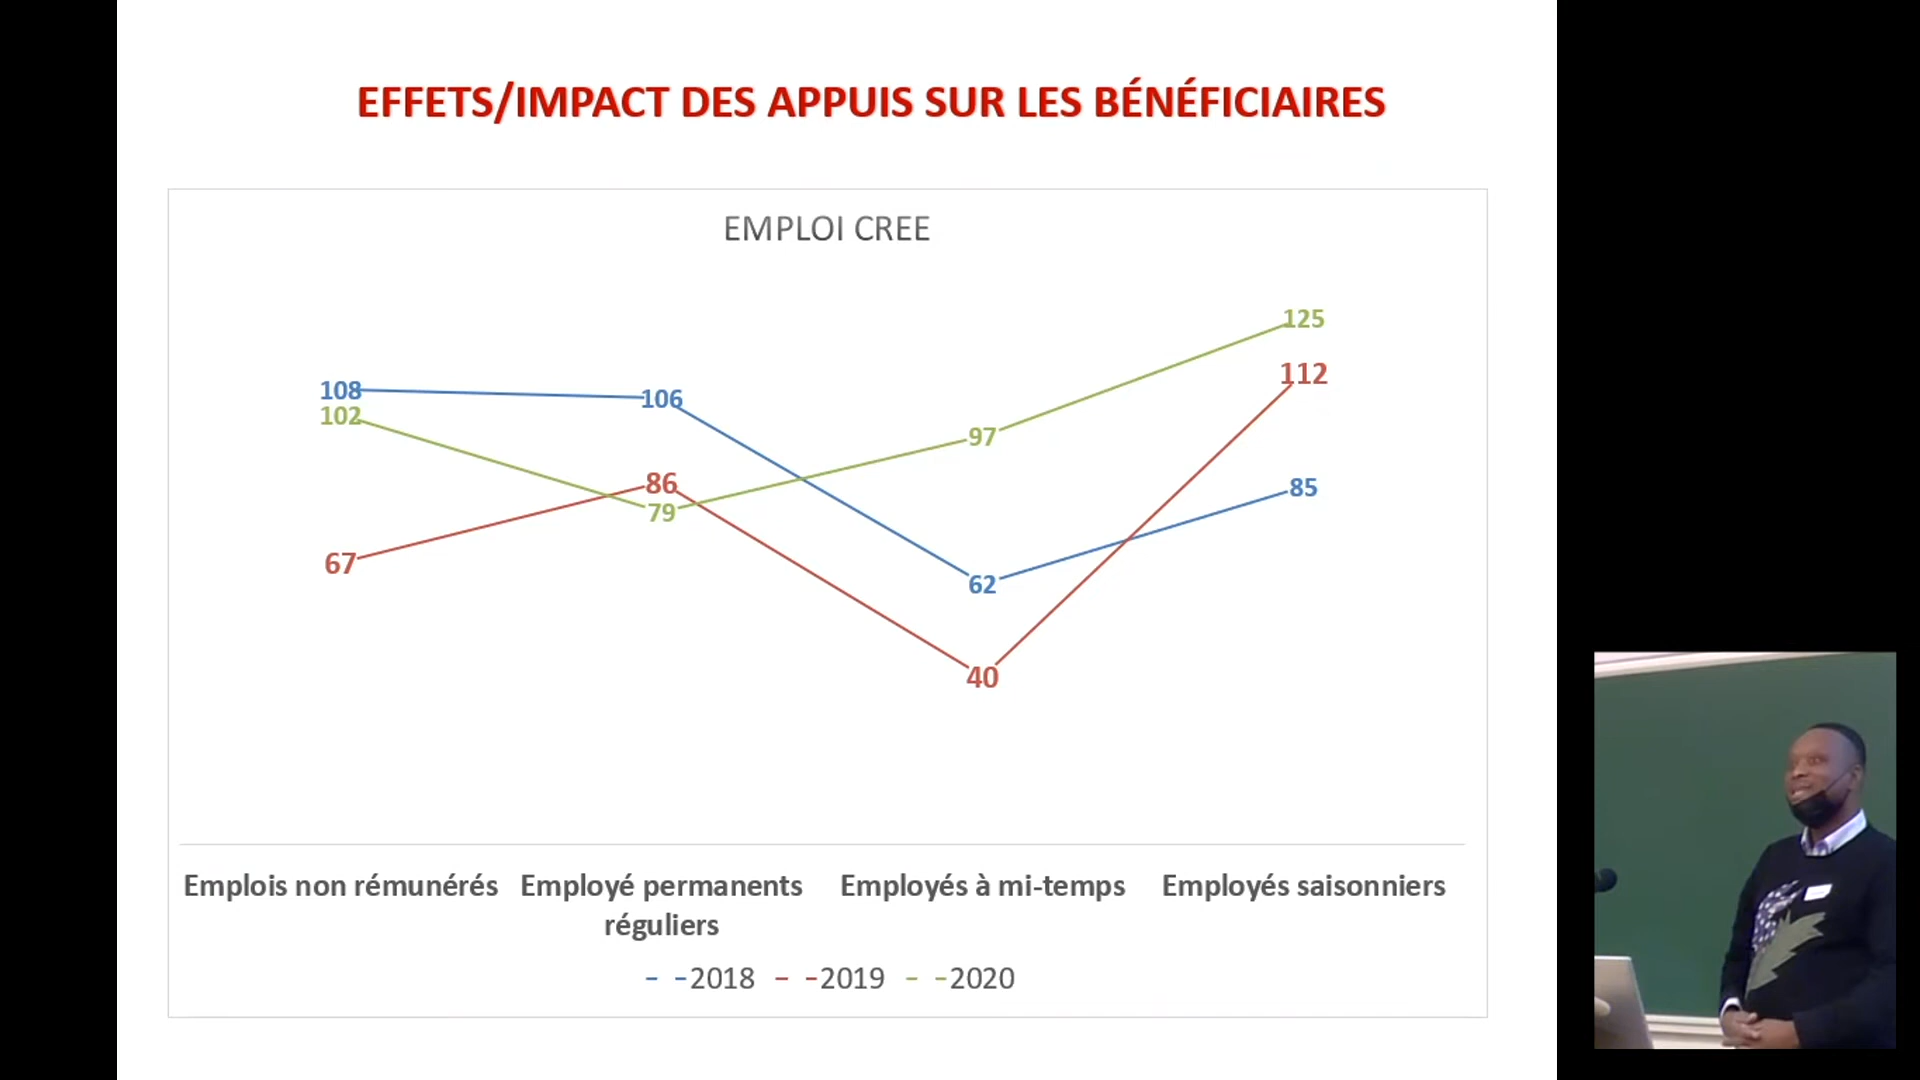 EFFETS/IMPACT DES APPUIS SUR LES BÉNÉFICIAIRES
EMPLOI CREE
125
112
108
106
102
97
86
85
79
67
62
40
Emplois non rémunérés
Employé permanents
réguliers
Employés à mi-temps
Employés saisonniers
2018 2019 2020